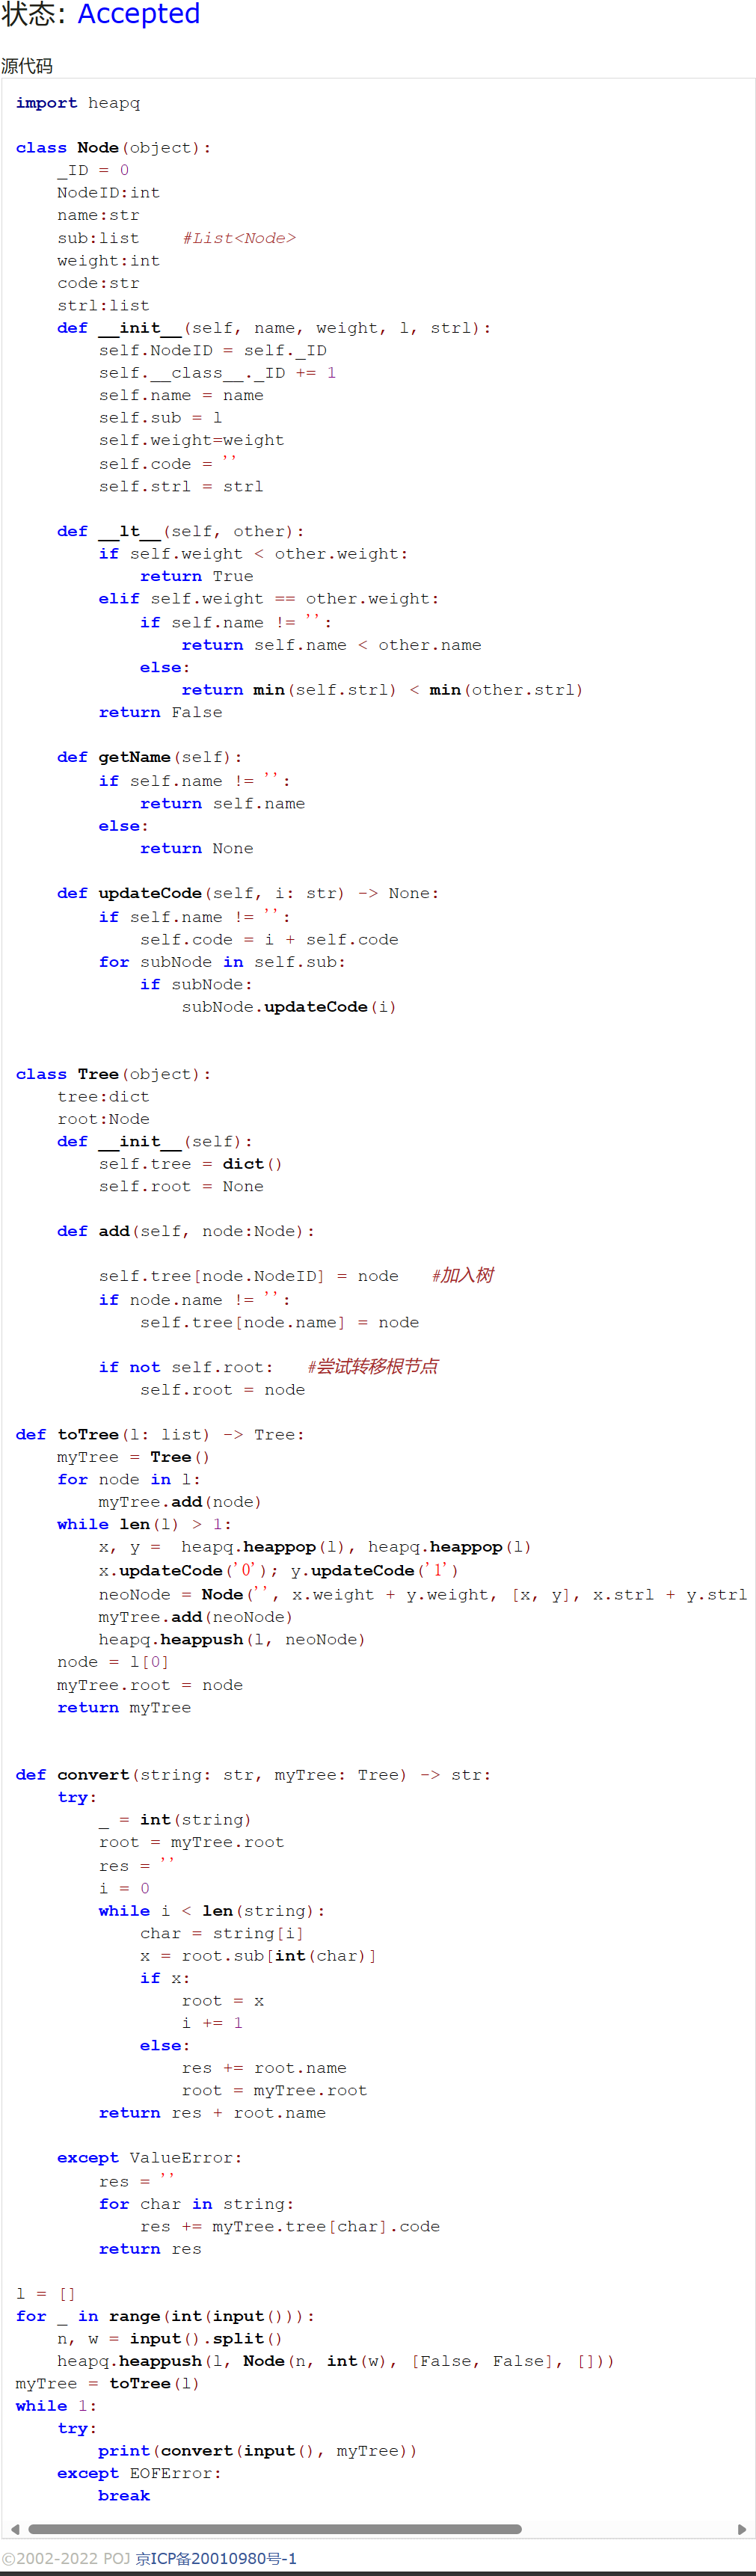 状态: Accepted
源代码
import heapq
class Node(object):
    _ID = 0
    NodeID:int
    name:str
    sub:list    #List<Node>
    weight:int
    code:str
    strl:list
    def __init__(self, name, weight, l, strl):
        self.NodeID = self._ID
        self.__class__._ID += 1
        self.name = name
        self.sub = l
        self.weight=weight
        self.code = ''
        self.strl = strl
    def __lt__(self, other):
        if self.weight < other.weight:
            return True
        elif self.weight == other.weight:
            if self.name != '':
                return self.name < other.name
            else:
                return min(self.strl) < min(other.strl)
        return False
    def getName(self):
        if self.name != '':
            return self.name
        else:
            return None
    def updateCode(self, i: str) -> None:
        if self.name != '':
            self.code = i + self.code
        for subNode in self.sub:
            if subNode:
                subNode.updateCode(i)
class Tree(object):
    tree:dict
    root:Node
    def __init__(self):
        self.tree = dict()
        self.root = None
    def add(self, node:Node):
        self.tree[node.NodeID] = node   #加入树
        if node.name != '':
            self.tree[node.name] = node
        if not self.root:   #尝试转移根节点
            self.root = node
def toTree(l: list) -> Tree:
    myTree = Tree()
    for node in l:
        myTree.add(node)
    while len(l) > 1:
        x, y =  heapq.heappop(l), heapq.heappop(l)
        x.updateCode('0'); y.updateCode('1')
        neoNode = Node('', x.weight + y.weight, [x, y], x.strl + y.strl
        myTree.add(neoNode)
        heapq.heappush(l, neoNode)
    node = l[0]
    myTree.root = node
    return myTree
def convert(string: str, myTree: Tree) -> str:
    try:
        _ = int(string)
        root = myTree.root
        res = ''
        i = 0
        while i < len(string):
            char = string[i]
            x = root.sub[int(char)]
            if x:
                root = x
                i += 1
            else:
                res += root.name
                root = myTree.root
        return res + root.name
    except ValueError:
        res = ''
        for char in string:
            res += myTree.tree[char].code
        return res
l = []
for _ in range(int(input())):
    n, w = input().split()
    heapq.heappush(l, Node(n, int(w), [False, False], []))
myTree = toTree(l)
while 1:
    try:
        print(convert(input(), myTree))
    except EOFError:
        break
©2002-2022 POJ 京ICP备20010980号-1